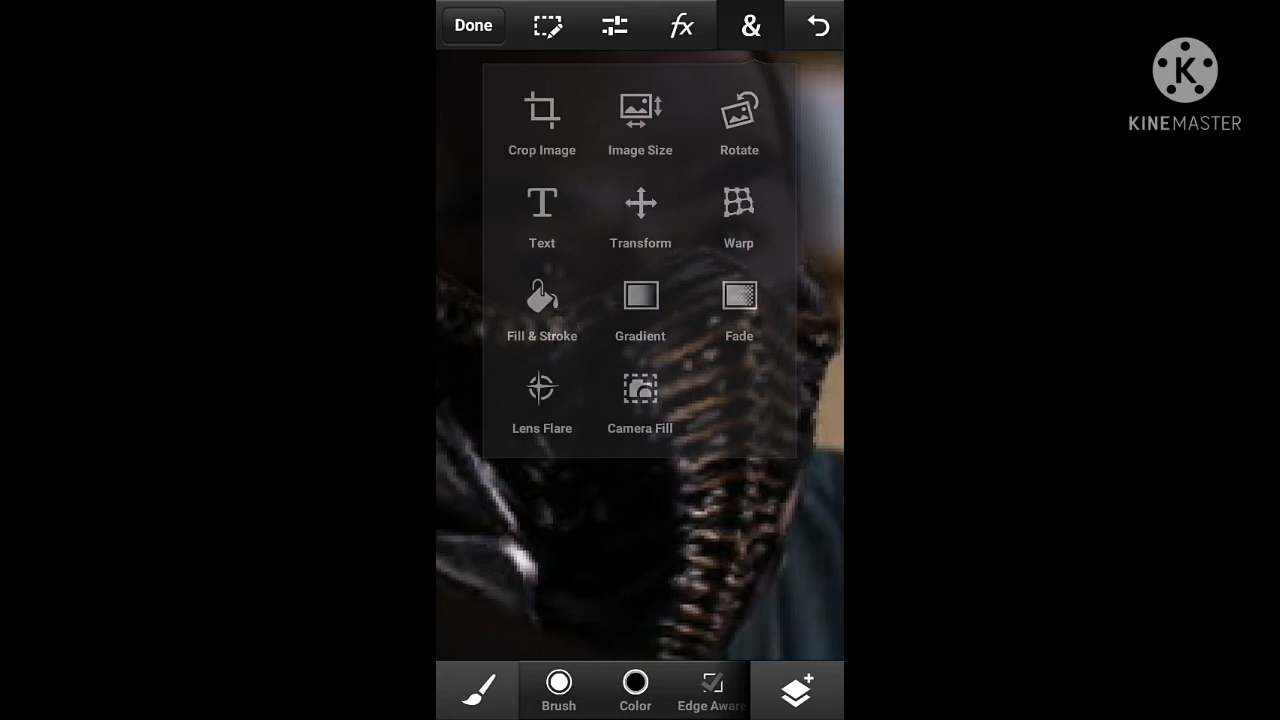 Done fx &
K
KINEMASTER
Crop Image Image Size Rotate
Text Transform Warp
Fill & Stroke Gradient Fade
Lens Flare Camera Fill
Brush Color Edge Aware